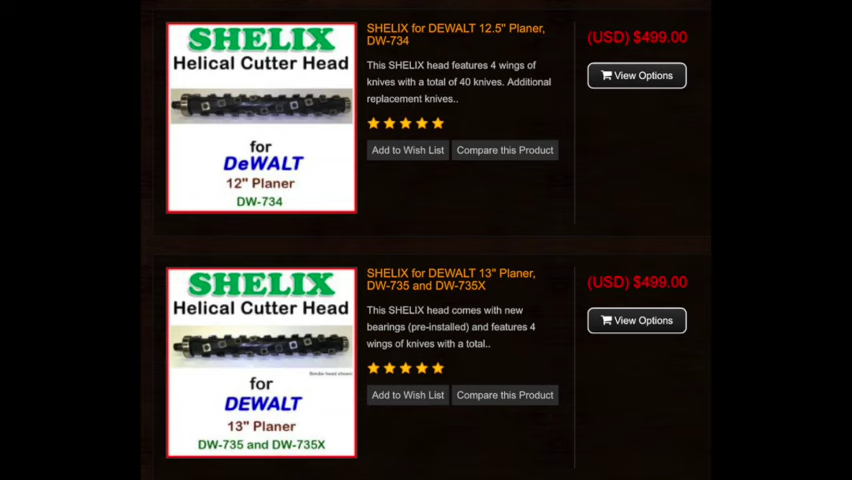 SHELIX
Helical Cutter Head
for
DeWALT
12" Planer
DW-734
SHELIX for DEWALT 12.5" Planer,
DW-734
This SHELIX head features 4 wings of
knives with a total of 40 knives. Additional
replacement knives..
Add to Wish List
Compare this Product
(USD) $499.00
View Options
SHELIX
Helical Cutter Head
Similar head shown
for
DEWALT
13" Planer
DW-735 and DW-735X
SHELIX for DEWALT 13" Planer,
DW-735 and DW-735X
This SHELIX head comes with new
bearings (pre-installed) and features 4
wings of knives with a total..
Add to Wish List
Compare this Product
(USD) $499.00
View Options